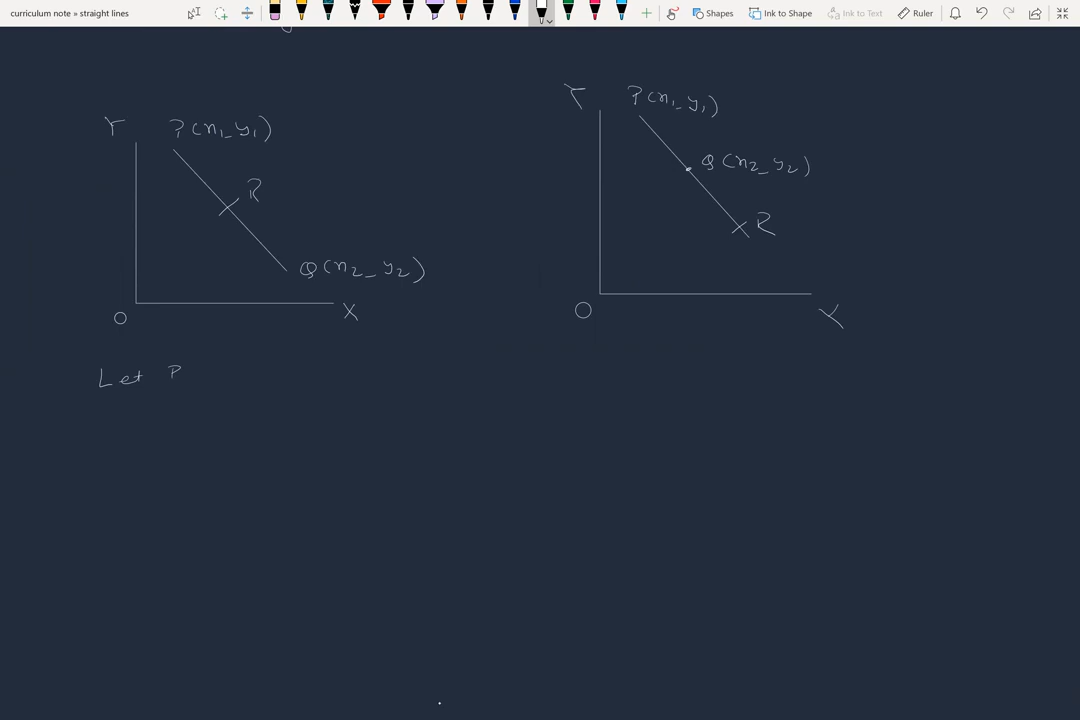 curriculum note » straight lines
Shapes
Ink to Shape
Ink to Text
Ruler
Y
P(x1, y1)
R
Q(x2, y2)
O
X
Y
P(x1, y1)
Q(x2, y2)
R
O
Y
Let P